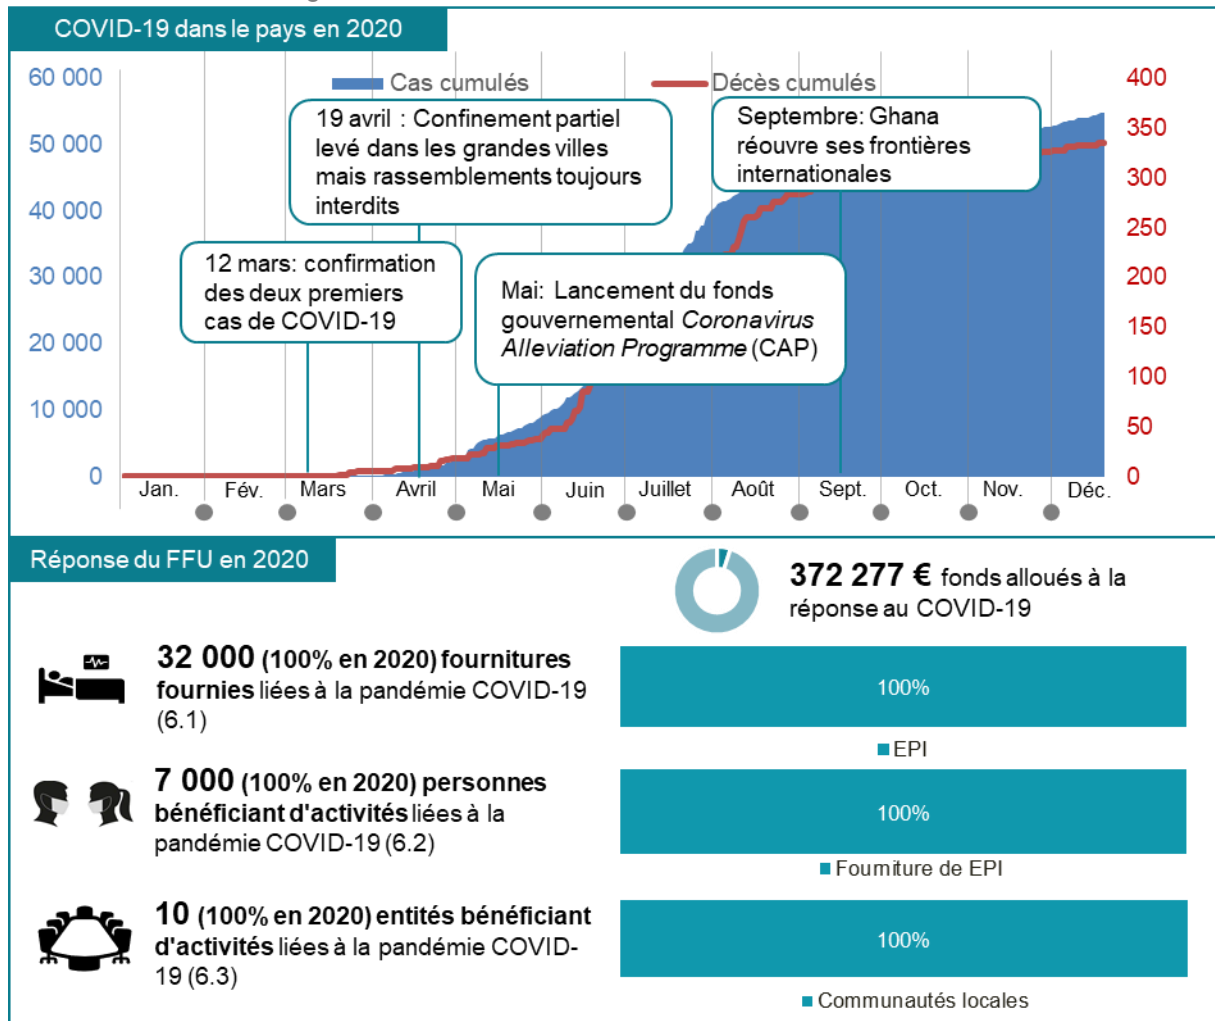 COVID-19 dans le pays en 2020
60 000
50 000
40 000
30 000
20 000
10 000
0
Cas cumulés
Décès cumulés
400
350
300
250
200
150
100
50
0
19 avril : Confinement partiel
levé dans les grandes villes
mais rassemblements toujours
interdits
Septembre: Ghana
réouvre ses frontières
internationales
12 mars: confirmation
des deux premiers
cas de COVID-19
Mai: Lancement du fonds
gouvernemental Coronavirus
Alleviation Programme (CAP)
Jan. Fév. Mars Avril Mai Juin Juillet Août Sept. Oct. Nov. Déc.
Réponse du FFU en 2020
372 277 € fonds alloués à la
réponse au COVID-19
32 000 (100% en 2020) fournitures
fournies liées à la pandémie COVID-19
(6.1)
100%
EPI
7 000 (100% en 2020) personnes
bénéficiant d'activités liées à la
pandémie COVID-19 (6.2)
100%
Fourniture de EPI
10 (100% en 2020) entités bénéficiant
d'activités liées à la pandémie COVID-
19 (6.3)
100%
Communautés locales